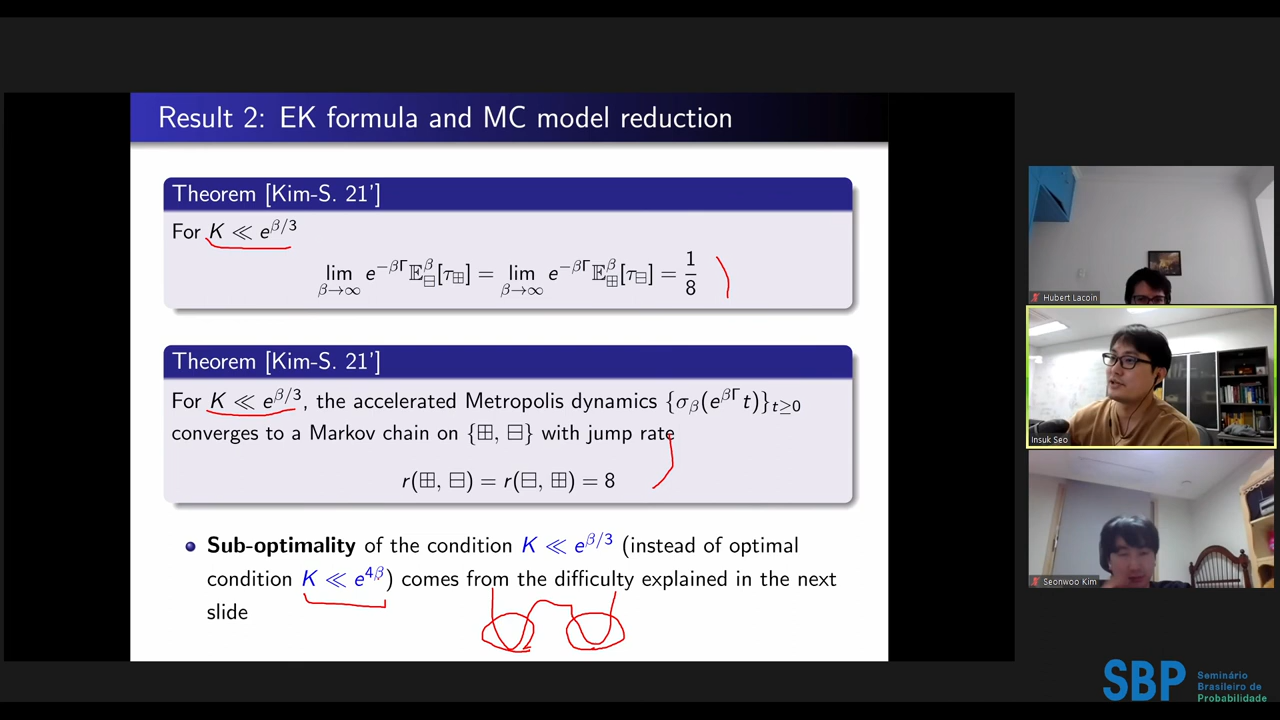 Result 2: EK formula and MC model reduction
Theorem [Kim-S. 21']
For K ≪ e^{β/3}
lim_{β→∞} e^{-βΓ} 𝔼^β_⊟[τ_⊞] = lim_{β→∞} e^{-βΓ} 𝔼^β_⊞[τ_⊟] = 1/8
Theorem [Kim-S. 21']
For K ≪ e^{β/3}, the accelerated Metropolis dynamics {σ_β(e^{βΓ}t)}_{t≥0}
converges to a Markov chain on {⊞, ⊟} with jump rate
r(⊞, ⊟) = r(⊟, ⊞) = 8
Sub-optimality of the condition K ≪ e^{β/3} (instead of optimal
condition K ≪ e^{4β}) comes from the difficulty explained in the next
slide
Hubert Lacoin
Insuk Seo
Seonwoo Kim
SBP Seminário
Brasileiro de
Probabilidade